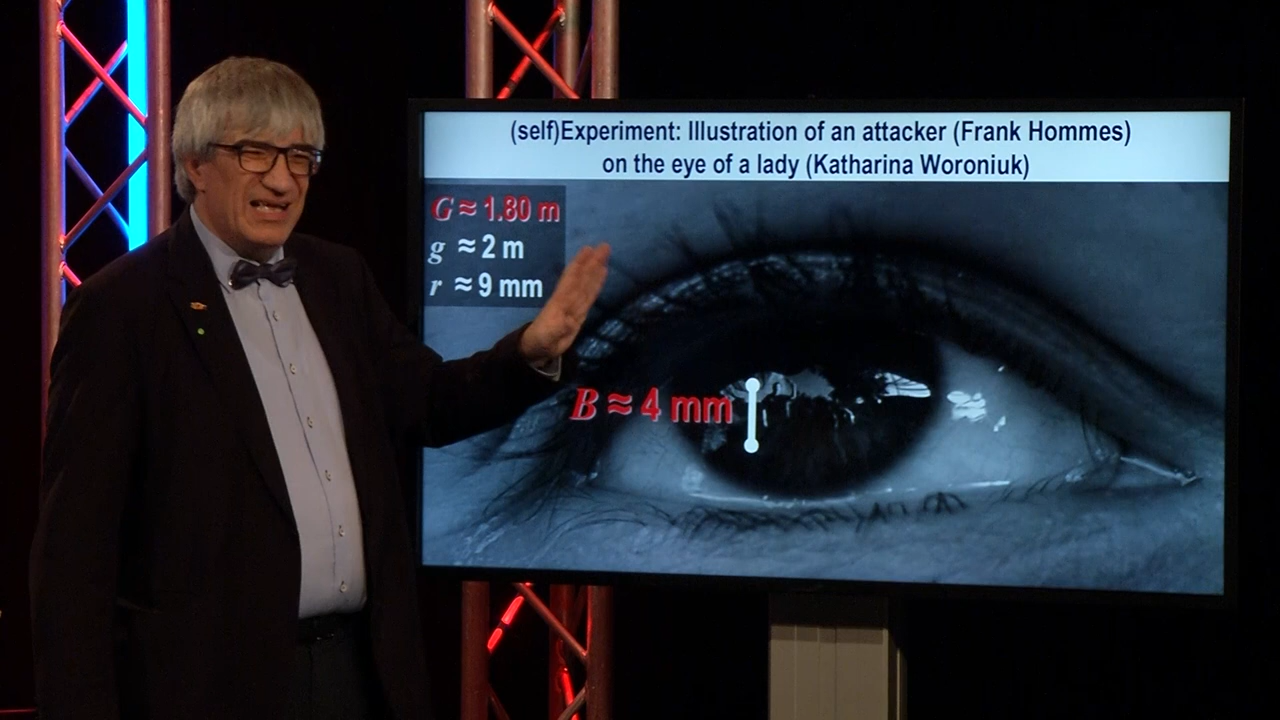 (self)Experiment: Illustration of an attacker (Frank Hommes)
on the eye of a lady (Katharina Woroniuk)
G ≈ 1.80 m
g ≈ 2 m
r ≈ 9 mm
B ≈ 4 mm